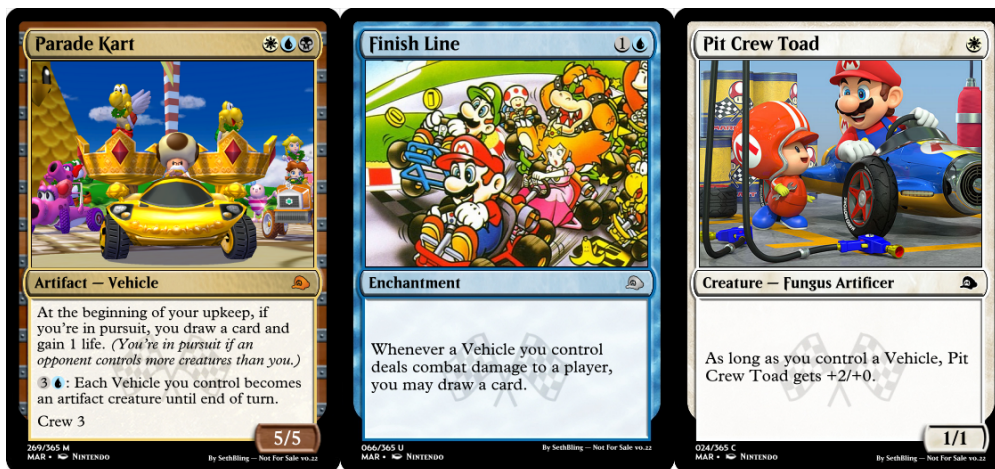 Parade Kart
Artifact — Vehicle
At the beginning of your upkeep, if
you're in pursuit, you draw a card and
gain 1 life. (You're in pursuit if an
opponent controls more creatures than you.)
3 : Each Vehicle you control becomes
an artifact creature until end of turn.
Crew 3
5/5
269/365 M
MAR • Nintendo
By SethBling — Not For Sale v0.22
Finish Line 1
Enchantment
Whenever a Vehicle you control
deals combat damage to a player,
you may draw a card.
066/365 U
MAR • Nintendo
By SethBling — Not For Sale v0.22
Pit Crew Toad
Creature — Fungus Artificer
As long as you control a Vehicle, Pit
Crew Toad gets +2/+0.
1/1
024/365 C
MAR • Nintendo
By SethBling — Not For Sale v0.22